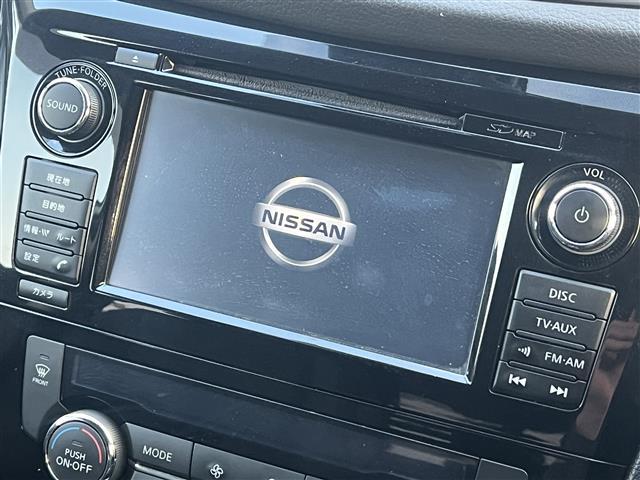 TUNE·FOLDER
SOUND
現在地
目的地
情報·VICS ルート
設定
カメラ
SD MAP
NISSAN
VOL
DISC
TV·AUX
FM·AM
FRONT
PUSH
ON·OFF
MODE